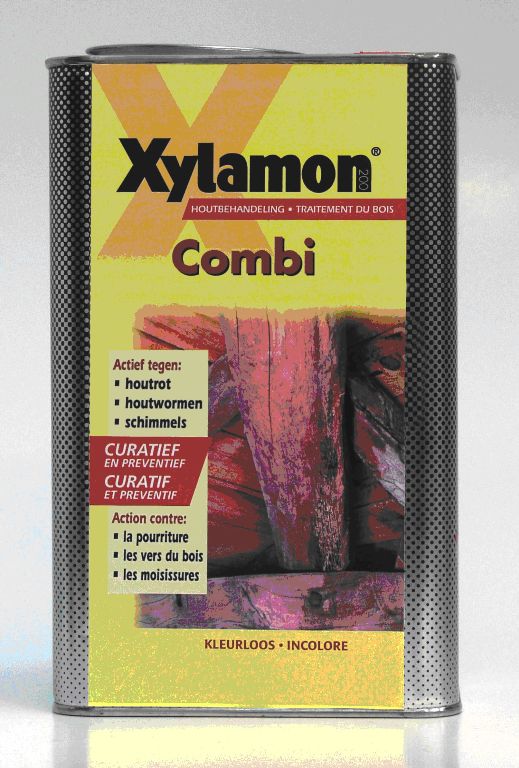 Xylamon®
200
HOUTBEHANDELING • TRAITEMENT DU BOIS
Combi
Actief tegen:
▪ houtrot
▪ houtwormen
▪ schimmels
CURATIEF
EN PREVENTIEF
CURATIF
ET PREVENTIF
Action contre:
▪ la pourriture
▪ les vers du bois
▪ les moisissures
KLEURLOOS • INCOLORE